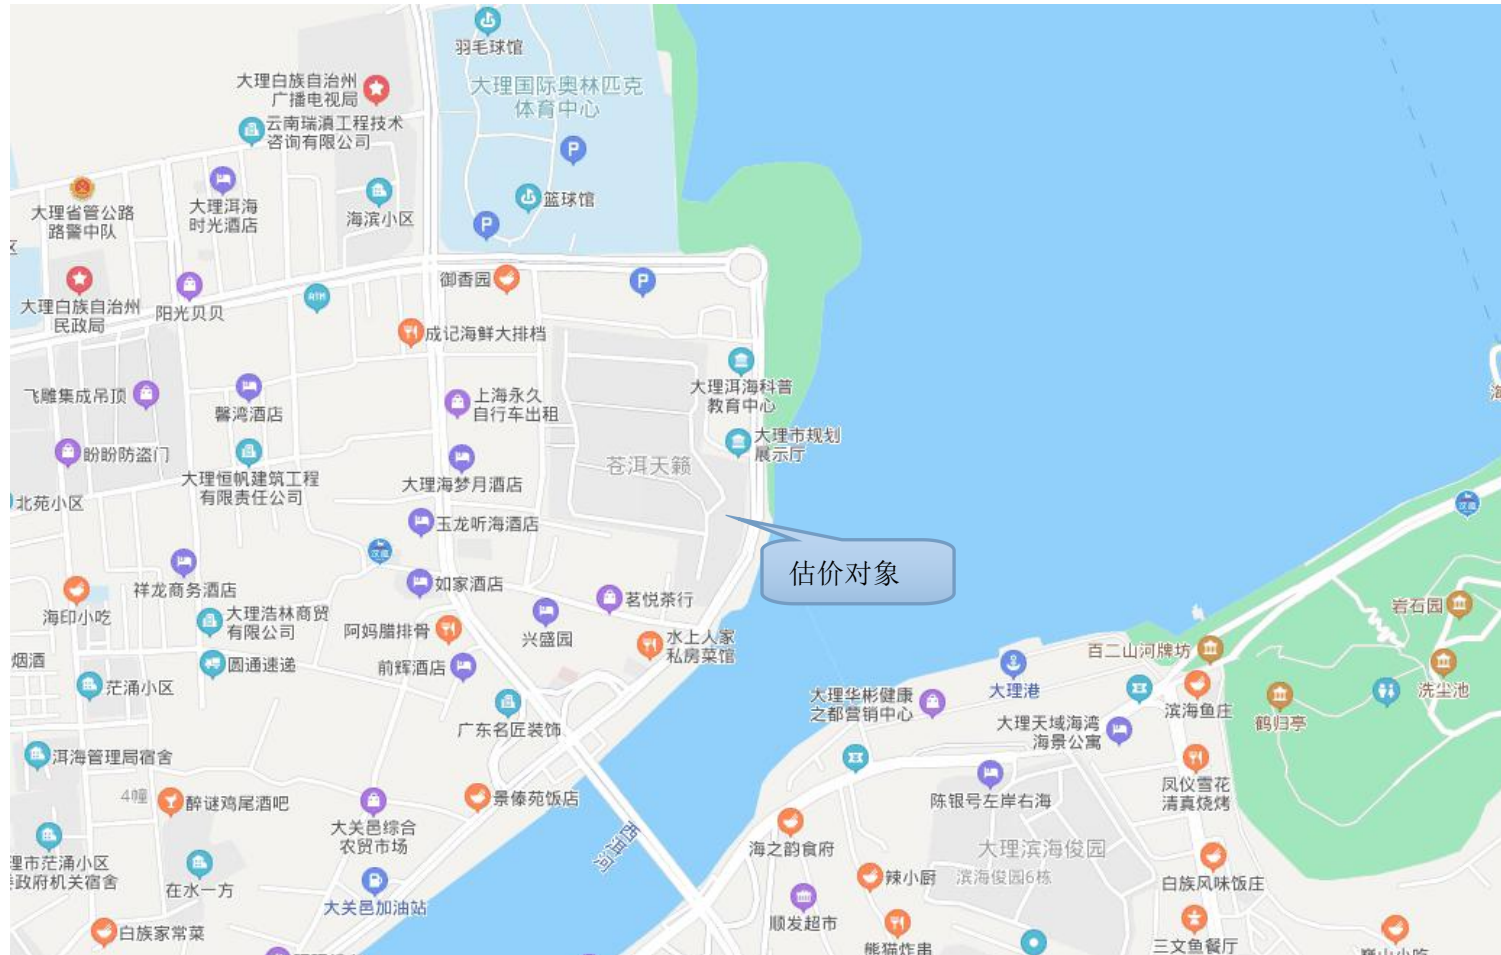 羽毛球馆
大理国际奥林匹克
体育中心
大理白族自治州
广播电视局
云南瑞滇工程技术
咨询有限公司
P
篮球馆
大理省管公路
路警中队
大理洱海
时光酒店
海滨小区
P
区
大理白族自治州
民政局
阳光贝贝
ATM
御香园
P
成记海鲜大排档
大理洱海科普
教育中心
飞雕集成吊顶
馨湾酒店
上海永久
自行车出租
海
大理市规划
展示厅
盼盼防盗门
大理恒帆建筑工程
有限责任公司
大理海梦月酒店
苍洱天籁
北苑小区
玉龙听海酒店
估价对象
祥龙商务酒店
如家酒店
茗悦茶行
海印小吃
大理浩林商贸
有限公司
阿妈腊排骨
兴盛园
水上人家
私房菜馆
岩石园
烟酒
圆通速递
前辉酒店
百二山河牌坊
茫涌小区
大理港
洗尘池
大理华彬健康
之都营销中心
滨海鱼庄
鹤归亭
广东名匠装饰
大理天域海湾
海景公寓
洱海管理局宿舍
4幢
醉谜鸡尾酒吧
景傣苑饭店
陈银号左岸右海
凤仪雪花
清真烧烤
大关邑综合
农贸市场
西洱河
海之韵食府
大理滨海俊园
理市茫涌小区
政府机关宿舍
在水一方
辣小厨
滨海俊园6栋
白族风味饭庄
大关邑加油站
顺发超市
白族家常菜
熊猫炸串
三文鱼餐厅